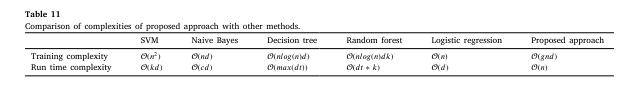 Table 11
Comparison of complexities of proposed approach with other methods.
SVM Naive Bayes Decision tree Random forest Logistic regression Proposed approach
Training complexity 𝒪(n²) 𝒪(nd) 𝒪(nlog(n)d) 𝒪(nlog(n)dk) 𝒪(n) 𝒪(gnd)
Run time complexity 𝒪(kd) 𝒪(cd) 𝒪(max(dt)) 𝒪(dt * k) 𝒪(d) 𝒪(n)